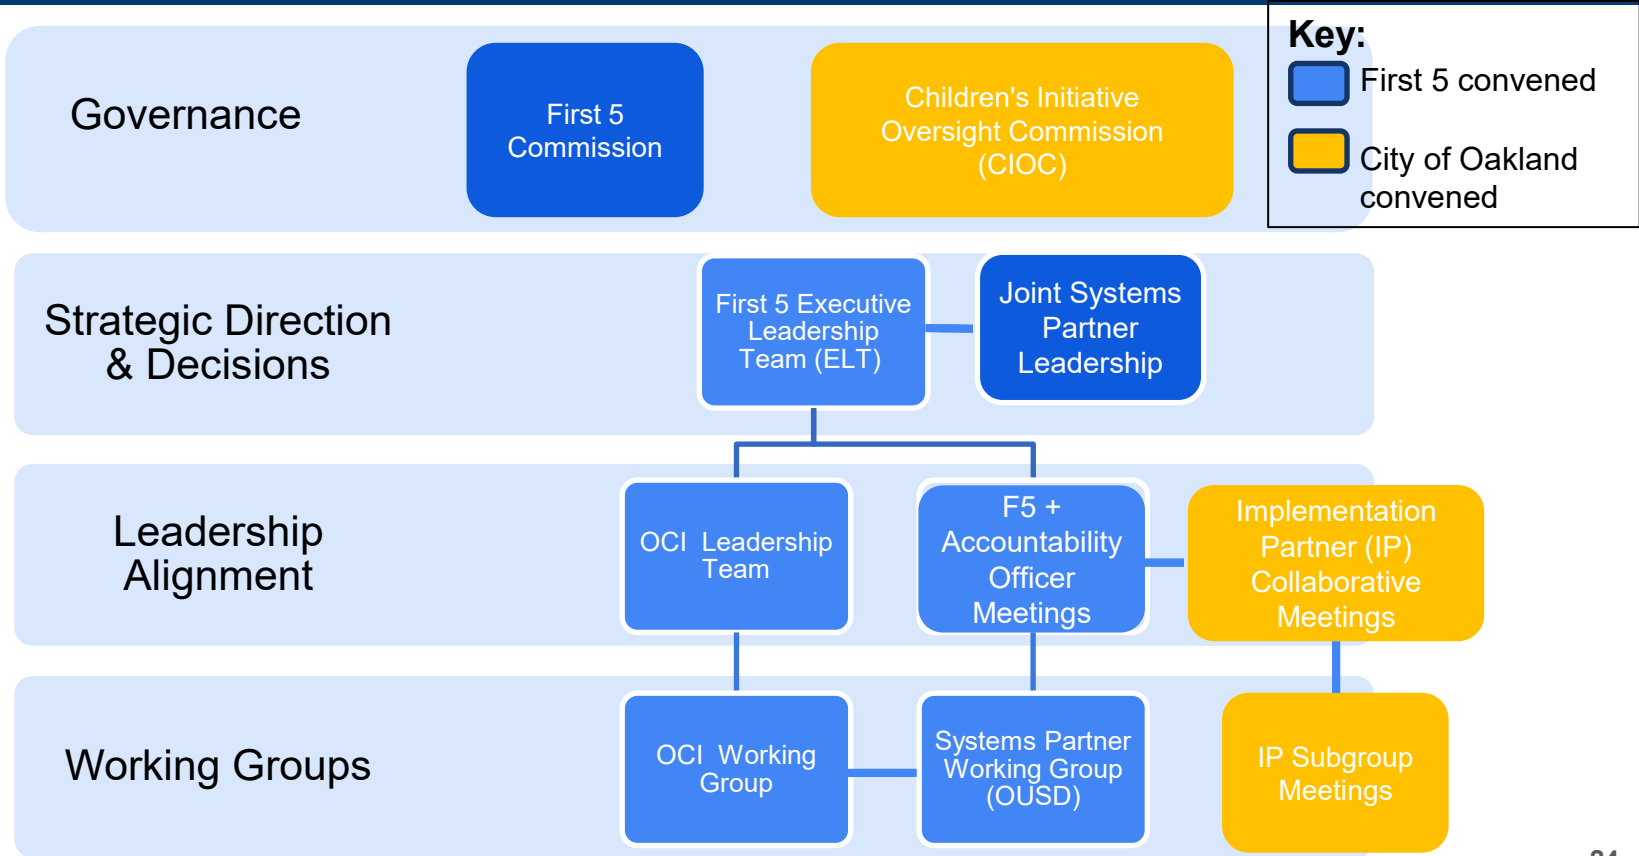 Key:
First 5 convened
City of Oakland
convened
Governance
First 5
Commission
Children's Initiative
Oversight Commission
(CIOC)
Strategic Direction
& Decisions
First 5 Executive
Leadership
Team (ELT)
Joint Systems
Partner
Leadership
Leadership
Alignment
OCI Leadership
Team
F5 +
Accountability
Officer
Meetings
Implementation
Partner (IP)
Collaborative
Meetings
Working Groups
OCI Working
Group
Systems Partner
Working Group
(OUSD)
IP Subgroup
Meetings